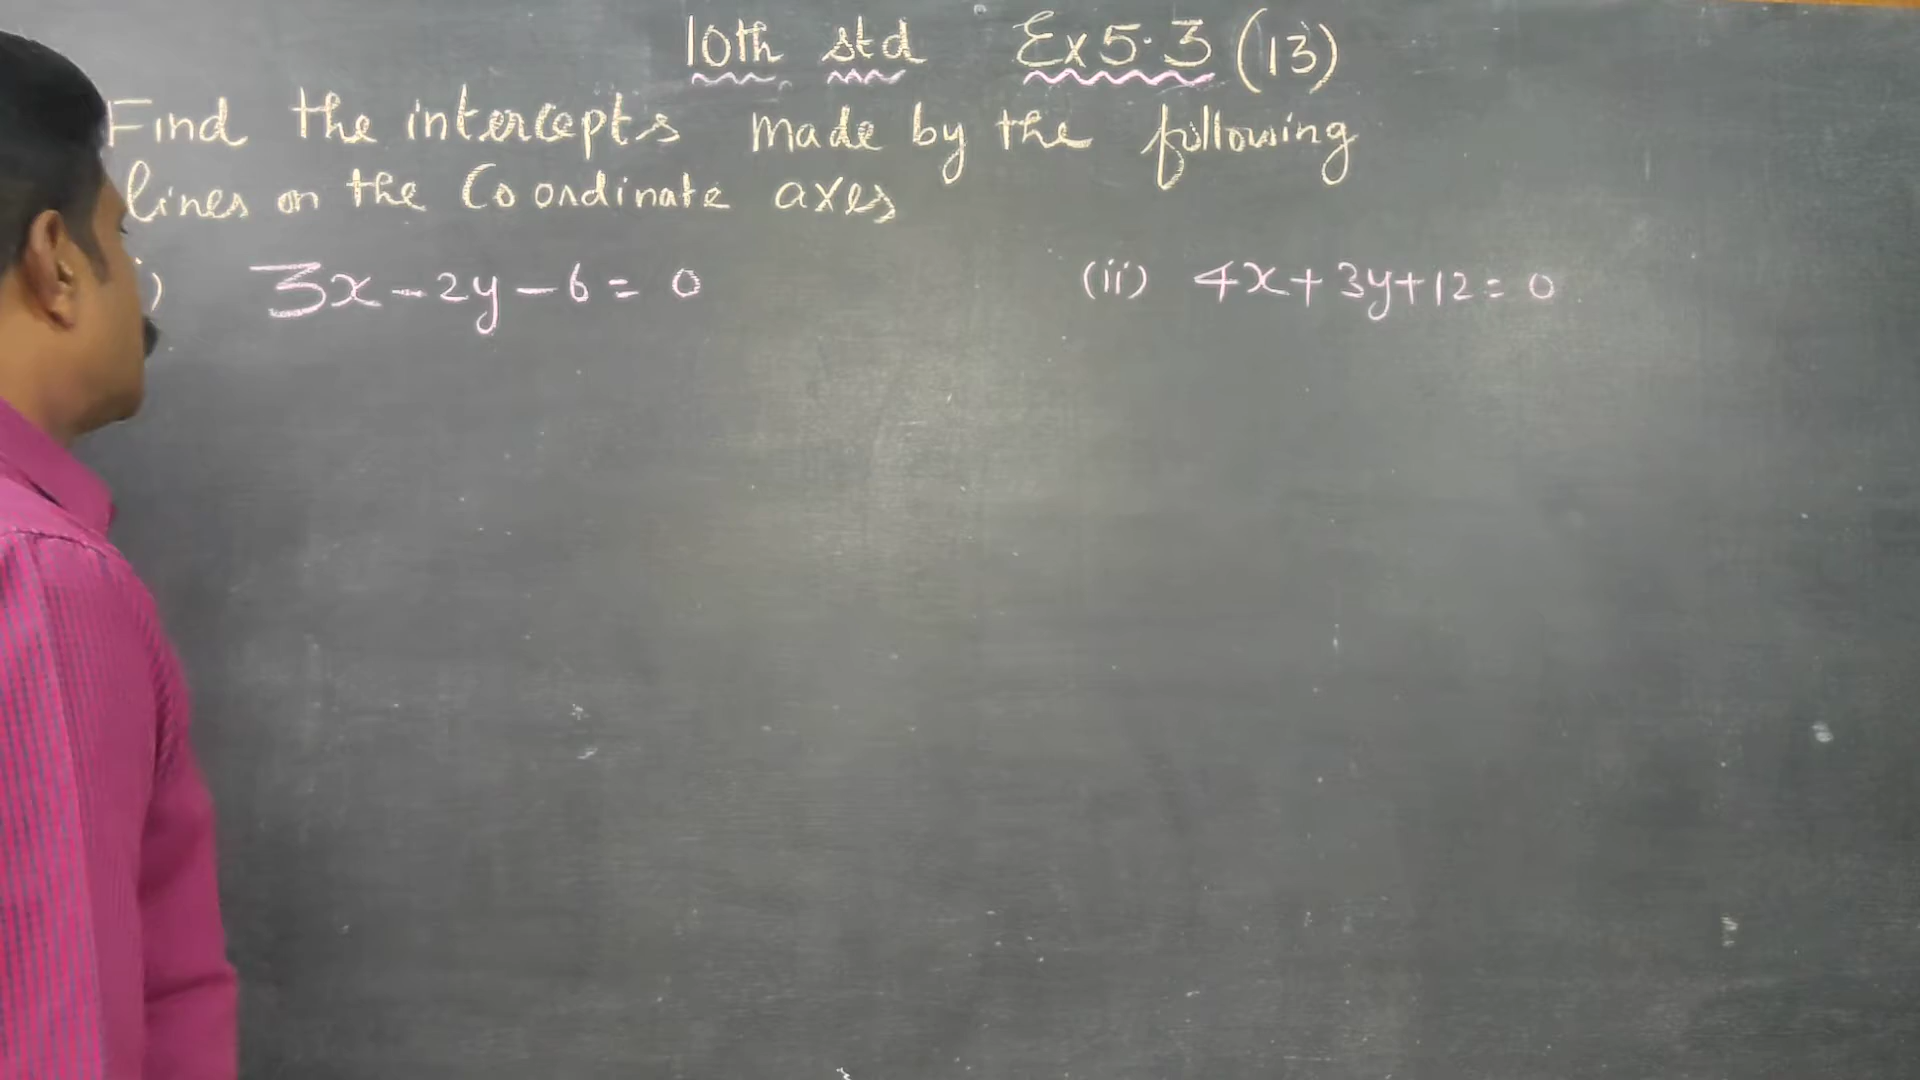 10th std Ex 5.3 (13)
Find the intercepts made by the following
lines on the Coordinate axes
i) 3x - 2y - 6 = 0 (ii) 4x + 3y + 12 = 0